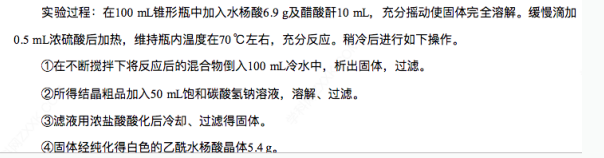 实验过程：在100 mL锥形瓶中加入水杨酸6.9 g及醋酸酐10 mL，充分摇动使固体完全溶解。缓慢滴加
0.5 mL浓硫酸后加热，维持瓶内温度在70℃左右，充分反应。稍冷后进行如下操作。
①在不断搅拌下将反应后的混合物倒入100 mL冷水中，析出固体，过滤。
②所得结晶粗品加入50 mL饱和碳酸氢钠溶液，溶解、过滤。
③滤液用浓盐酸酸化后冷却、过滤得固体。
④固体经纯化得白色的乙酰水杨酸晶体5.4 g。